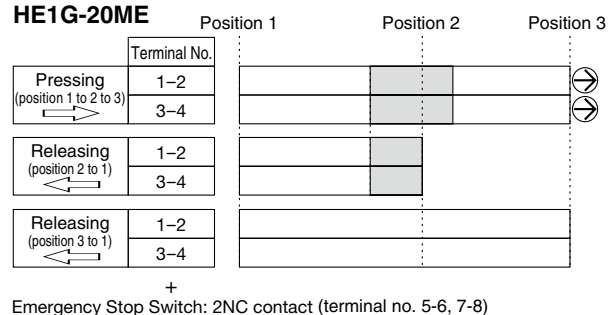 HE1G-20ME
Position 1 Position 2 Position 3
Terminal No.
Pressing
(position 1 to 2 to 3)
1–2
3–4
Releasing
(position 2 to 1)
1–2
3–4
Releasing
(position 3 to 1)
1–2
3–4
+
Emergency Stop Switch: 2NC contact (terminal no. 5-6, 7-8)